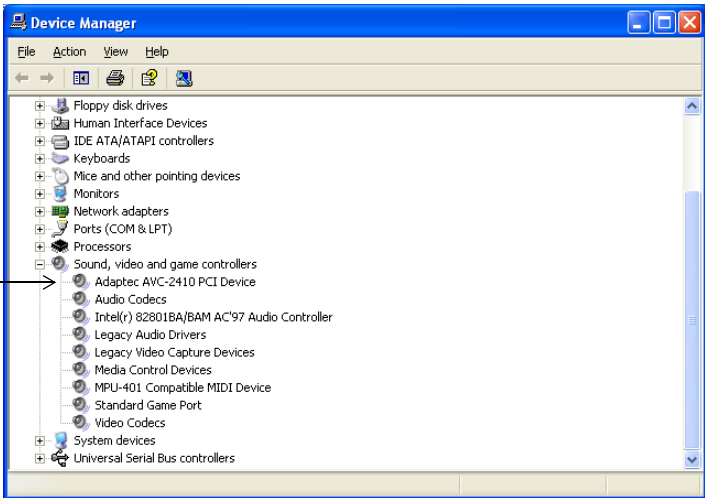 Device Manager
File Action View Help
Floppy disk drives
Human Interface Devices
IDE ATA/ATAPI controllers
Keyboards
Mice and other pointing devices
Monitors
Network adapters
Ports (COM & LPT)
Processors
Sound, video and game controllers
Adaptec AVC-2410 PCI Device
Audio Codecs
Intel(r) 82801BA/BAM AC'97 Audio Controller
Legacy Audio Drivers
Legacy Video Capture Devices
Media Control Devices
MPU-401 Compatible MIDI Device
Standard Game Port
Video Codecs
System devices
Universal Serial Bus controllers